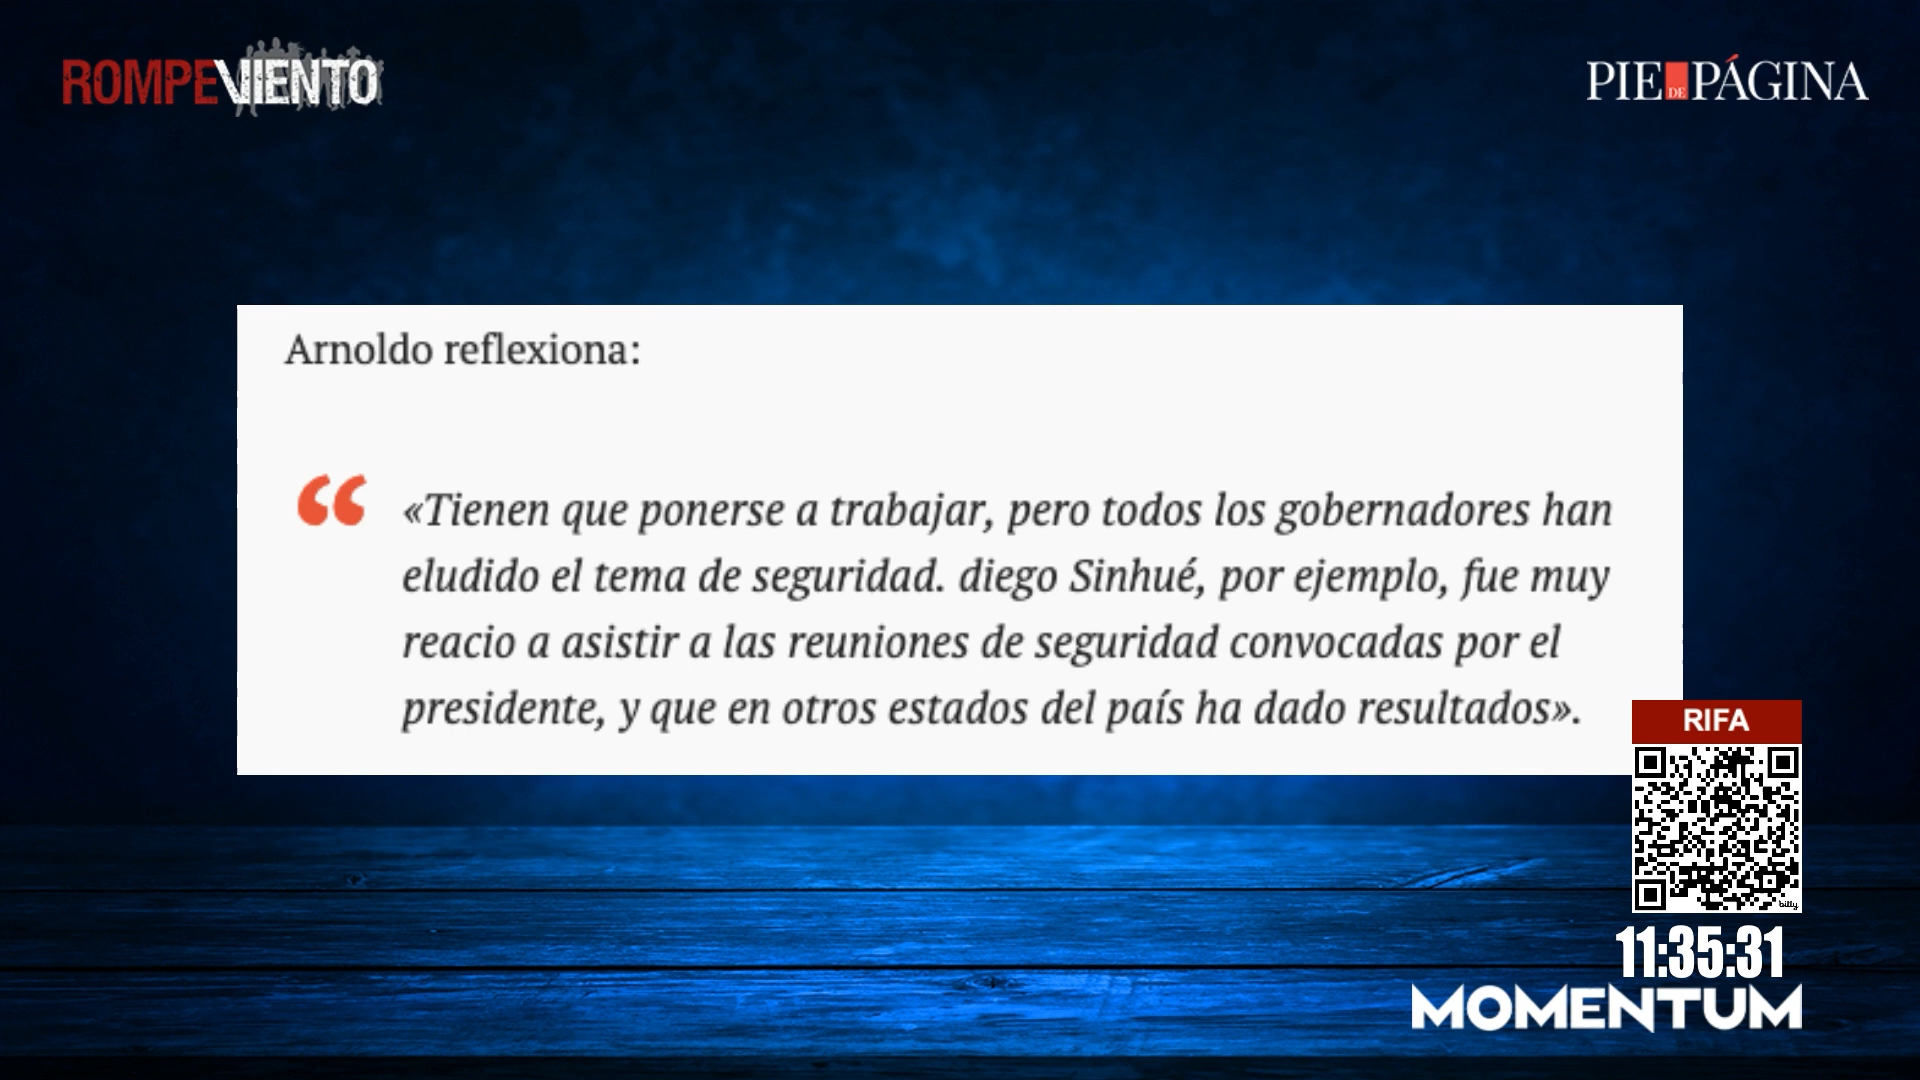 ROMPEVIENTO
PIE DE PÁGINA
Arnoldo reflexiona:
“
«Tienen que ponerse a trabajar, pero todos los gobernadores han
eludido el tema de seguridad. diego Sinhué, por ejemplo, fue muy
reacio a asistir a las reuniones de seguridad convocadas por el
presidente, y que en otros estados del país ha dado resultados».
RIFA
bitly
11:35:31
MOMENTUM